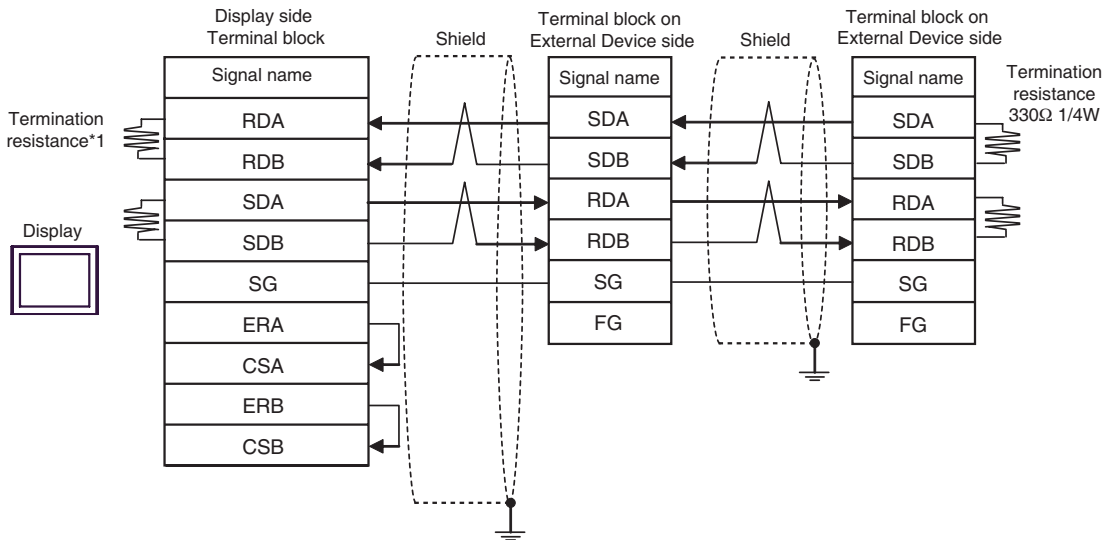 Display side
Terminal block
Shield
Terminal block on
External Device side
Shield
Terminal block on
External Device side
Termination
resistance*1
Display
Signal name
RDA
RDB
SDA
SDB
SG
ERA
CSA
ERB
CSB
Signal name
SDA
SDB
RDA
RDB
SG
FG
Signal name
SDA
SDB
RDA
RDB
SG
FG
Termination
resistance
330Ω 1/4W